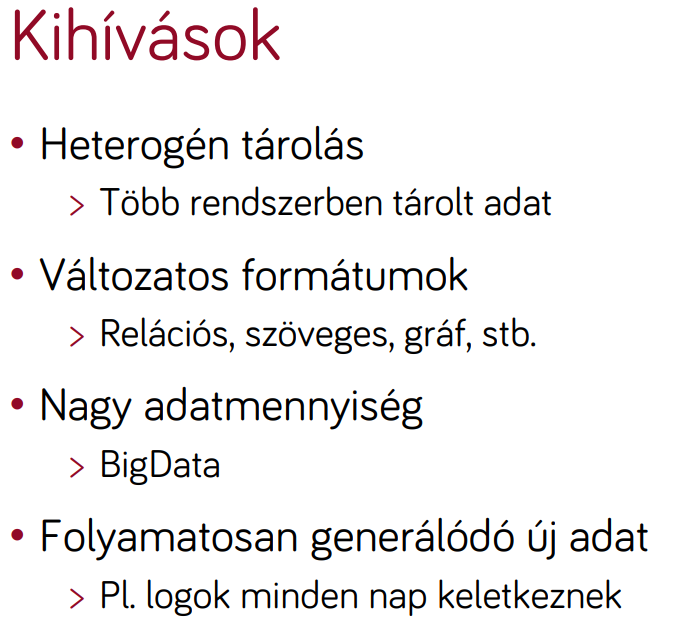 Kihívások
• Heterogén tárolás
> Több rendszerben tárolt adat
• Változatos formátumok
> Relációs, szöveges, gráf, stb.
• Nagy adatmennyiség
> BigData
• Folyamatosan generálódó új adat
> Pl. logok minden nap keletkeznek